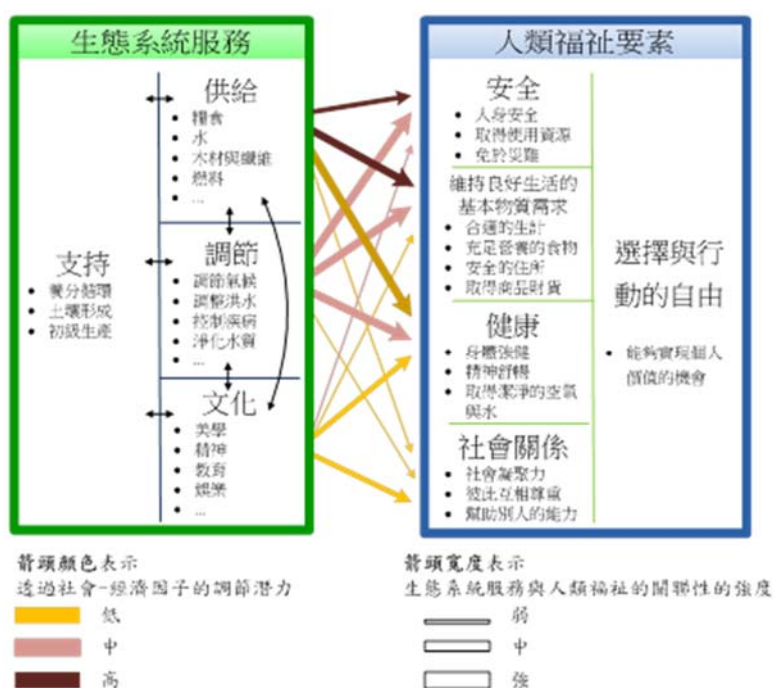 生態系統服務
支持
養分循環
土壤形成
初級生產
供給
糧食
水
木材與纖維
燃料
...
調節
調節氣候
調整洪水
控制疾病
淨化水質
...
文化
美學
精神
教育
娛樂
...
人類福祉要素
安全
人身安全
取得使用資源
免於災難
維持良好生活的
基本物質需求
合適的生計
充足營養的食物
安全的住所
取得商品財貨
健康
身體強健
精神舒暢
取得潔淨的空氣
與水
社會關係
社會凝聚力
彼此互相尊重
幫助別人的能力
選擇與行
動的自由
能夠實現個人
價值的機會
箭頭顏色表示
透過社會-經濟因子的調節潛力
低
中
高
箭頭寬度表示
生態系統服務與人類福祉的關聯性的強度
弱
中
強